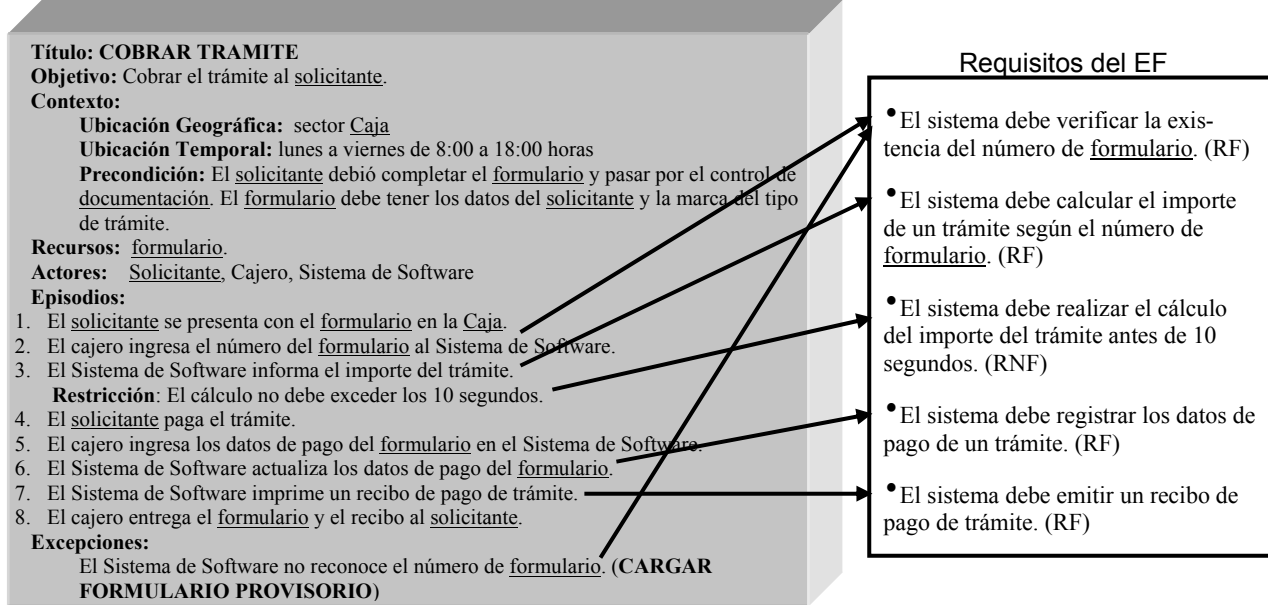 Título: COBRAR TRAMITE
Objetivo: Cobrar el trámite al solicitante.
Contexto:
Ubicación Geográfica: sector Caja
Ubicación Temporal: lunes a viernes de 8:00 a 18:00 horas
Precondición: El solicitante debió completar el formulario y pasar por el control de
documentación. El formulario debe tener los datos del solicitante y la marca del tipo
de trámite.
Recursos: formulario.
Actores: Solicitante, Cajero, Sistema de Software
Episodios:
1. El solicitante se presenta con el formulario en la Caja.
2. El cajero ingresa el número del formulario al Sistema de Software.
3. El Sistema de Software informa el importe del trámite.
Restricción: El cálculo no debe exceder los 10 segundos.
4. El solicitante paga el trámite.
5. El cajero ingresa los datos de pago del formulario en el Sistema de Software.
6. El Sistema de Software actualiza los datos de pago del formulario.
7. El Sistema de Software imprime un recibo de pago de trámite.
8. El cajero entrega el formulario y el recibo al solicitante.
Excepciones:
El Sistema de Software no reconoce el número de formulario. (CARGAR
FORMULARIO PROVISORIO)
Requisitos del EF
•El sistema debe verificar la exis-
tencia del número de formulario. (RF)
•El sistema debe calcular el importe
de un trámite según el número de
formulario. (RF)
•El sistema debe realizar el cálculo
del importe del trámite antes de 10
segundos. (RNF)
•El sistema debe registrar los datos de
pago de un trámite. (RF)
•El sistema debe emitir un recibo de
pago de trámite. (RF)